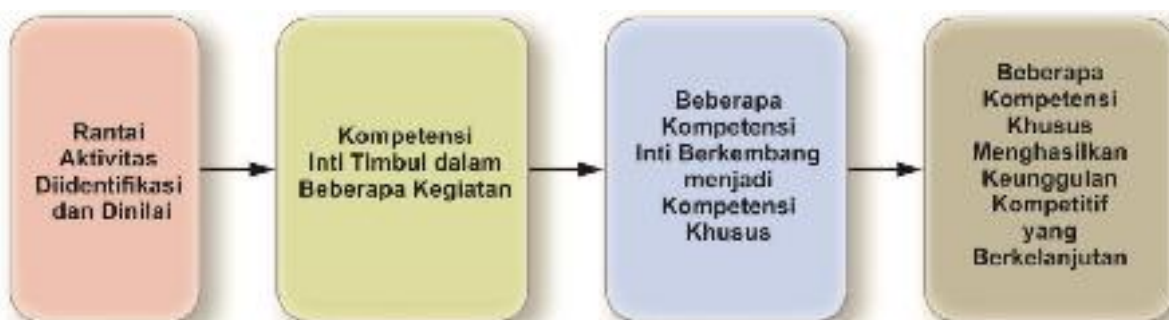 Rantai
Aktivitas
Diidentifikasi
dan Dinilai
Kompetensi
Inti Timbul dalam
Beberapa Kegiatan
Beberapa
Kompetensi
Inti Berkembang
menjadi
Kompetensi
Khusus
Beberapa
Kompetensi
Khusus
Menghasilkan
Keunggulan
Kompetitif
yang
Berkelanjutan